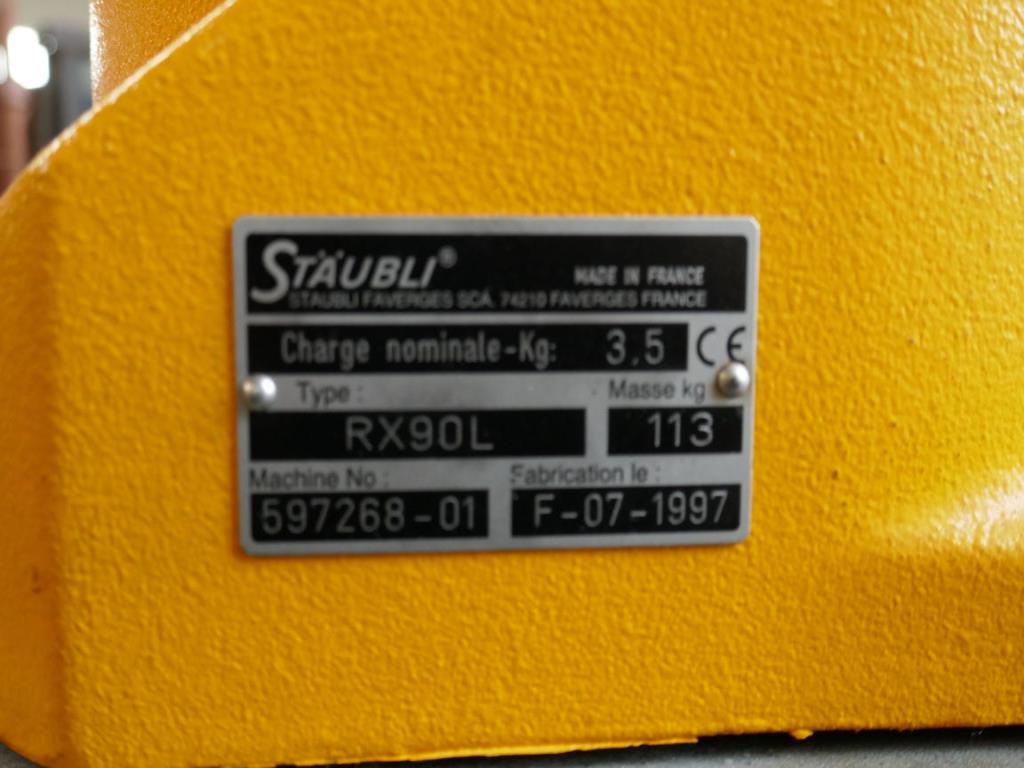 STÄUBLI® MADE IN FRANCE
STAUBLI FAVERGES SCA. 74210 FAVERGES FRANCE
Charge nominale-Kg: 3.5 CE
Type : Masse kg
RX90L 113
Machine No : Fabrication le :
597268-01 F-07-1997